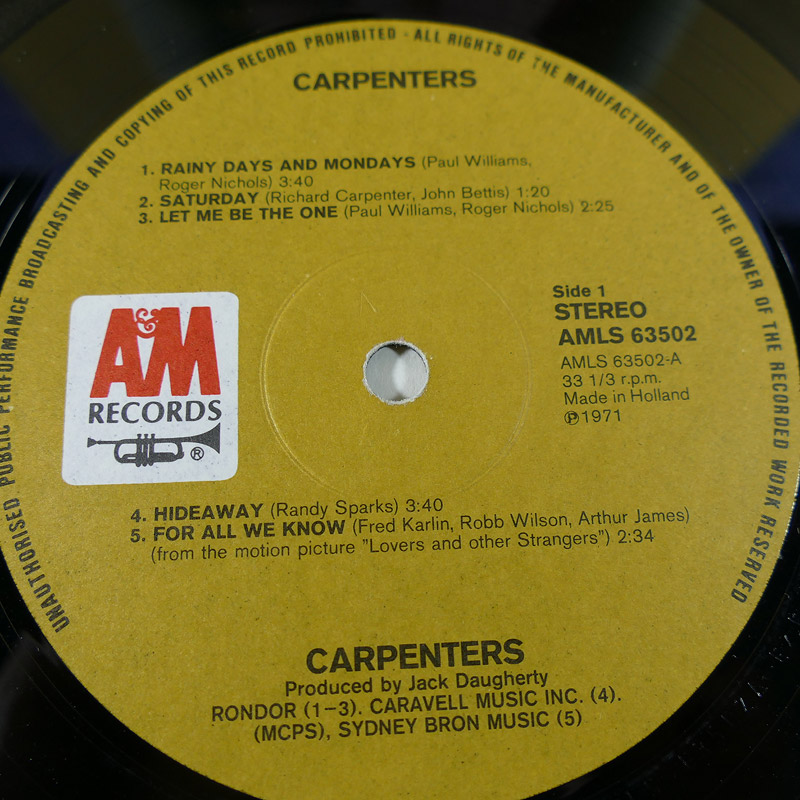 UNAUTHORISED PUBLIC PERFORMANCE BROADCASTING AND COPYING OF THIS RECORD PROHIBITED · ALL RIGHTS OF THE MANUFACTURER AND OF THE OWNER OF THE RECORDED WORK RESERVED
CARPENTERS
1. RAINY DAYS AND MONDAYS (Paul Williams,
Roger Nichols) 3:40
2. SATURDAY (Richard Carpenter, John Bettis) 1:20
3. LET ME BE THE ONE (Paul Williams, Roger Nichols) 2:25
A&M
RECORDS
®
Side 1
STEREO
AMLS 63502
AMLS 63502-A
33 1/3 r.p.m.
Made in Holland
℗1971
4. HIDEAWAY (Randy Sparks) 3:40
5. FOR ALL WE KNOW (Fred Karlin, Robb Wilson, Arthur James)
(from the motion picture "Lovers and other Strangers") 2:34
CARPENTERS
Produced by Jack Daugherty
RONDOR (1-3). CARAVELL MUSIC INC. (4).
(MCPS), SYDNEY BRON MUSIC (5)